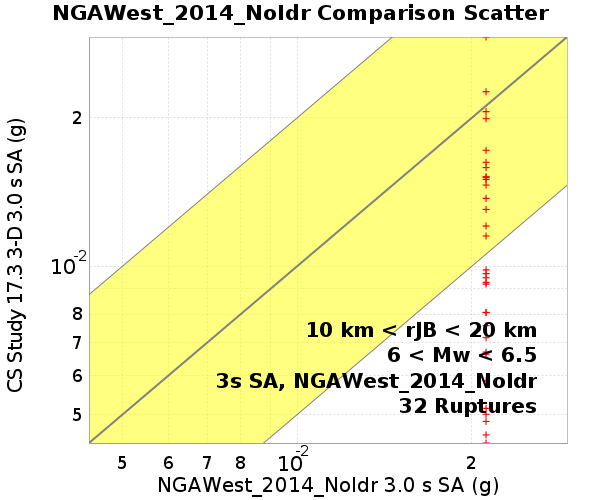 NGAWest_2014_NoIdr Comparison Scatter
CS Study 17.3 3-D 3.0 s SA (g)
2
10-2
8
7
6
5
10 km < rJB < 20 km
6 < Mw < 6.5
3s SA, NGAWest_2014_NoIdr
32 Ruptures
5 6 7 8 10-2 2
NGAWest_2014_NoIdr 3.0 s SA (g)